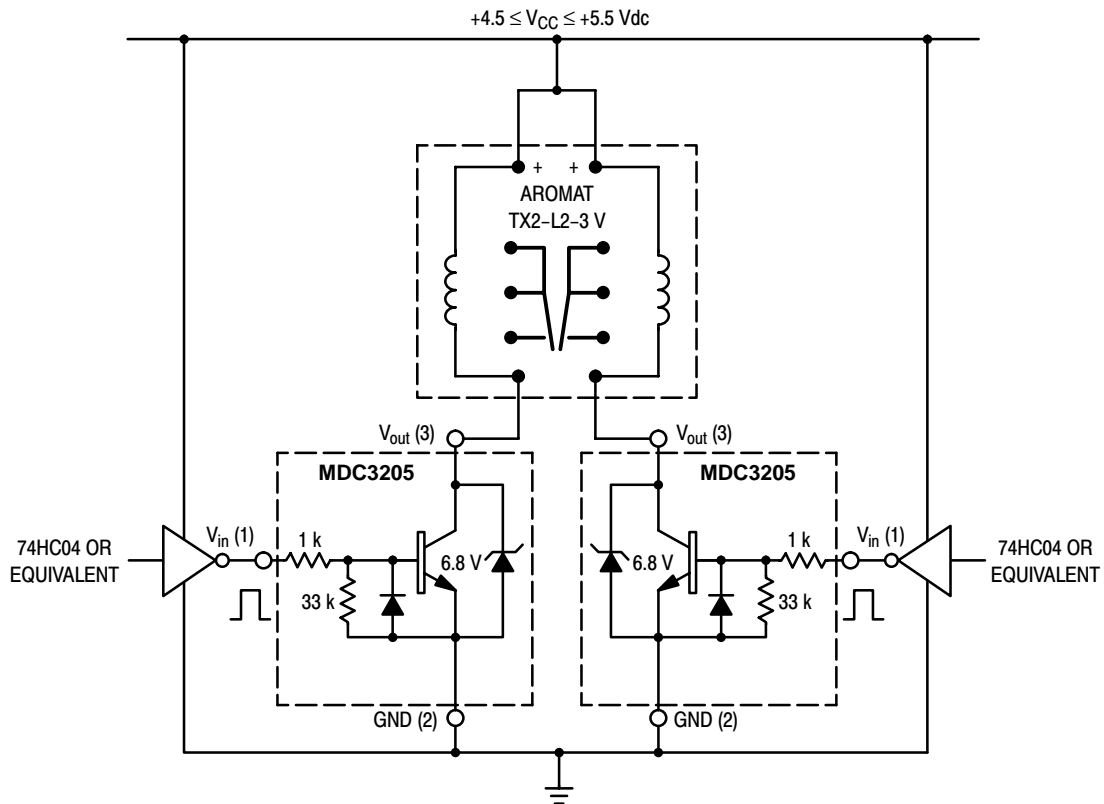 +4.5 ≤ VCC ≤ +5.5 Vdc
+ +
AROMAT
TX2–L2–3 V
Vout (3)
Vout (3)
MDC3205
MDC3205
74HC04 OR
EQUIVALENT
Vin (1)
1 k
33 k
6.8 V
6.8 V
1 k
33 k
Vin (1)
74HC04 OR
EQUIVALENT
GND (2)
GND (2)